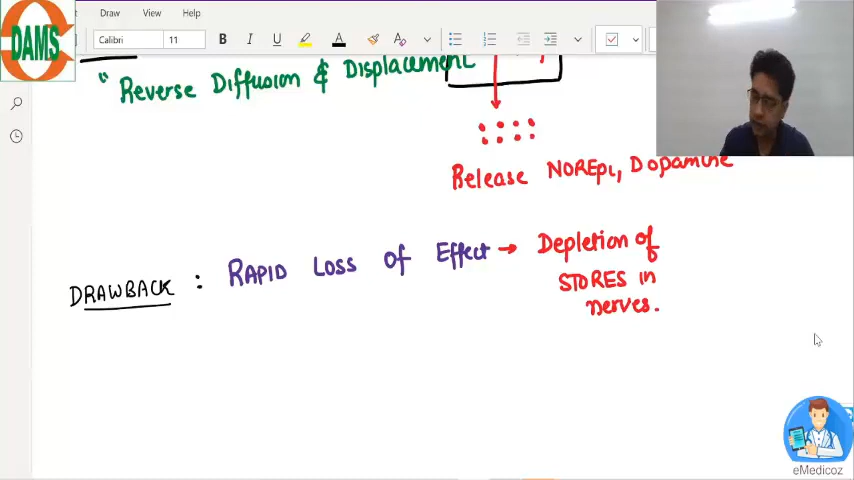 DAMS
Draw View Help
Calibri 11 B I U A
" Reverse Diffusion & Displacement
Release NOREpi, Dopamine
DRAWBACK : RAPID LOSS OF Effect → Depletion of
STORES in
nerves.
eMedicoz